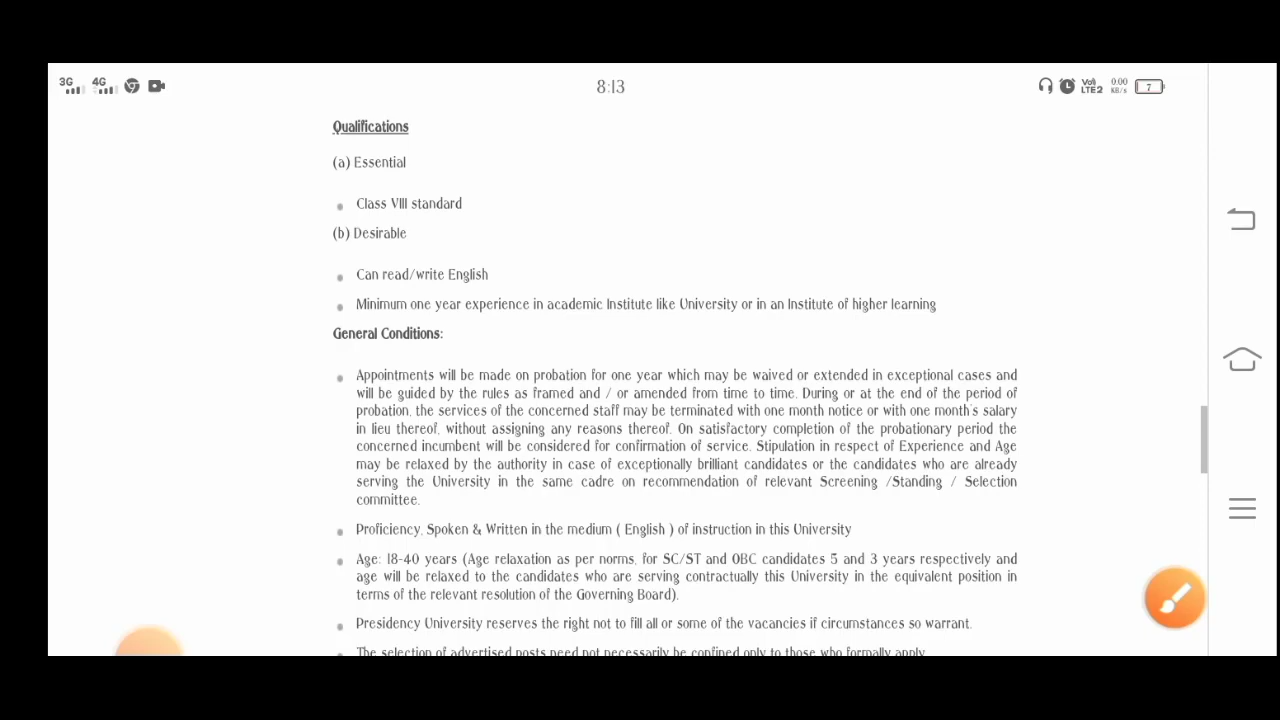 3G 4G 8:13 Vo) LTE2 0.00 KB/s 7
Qualifications
(a) Essential
Class VIII standard
(b) Desirable
Can read/write English
Minimum one year experience in academic Institute like University or in an Institute of higher learning
General Conditions:
Appointments will be made on probation for one year which may be waived or extended in exceptional cases and
will be guided by the rules as framed and / or amended from time to time. During or at the end of the period of
probation, the services of the concerned staff may be terminated with one month notice or with one month's salary
in lieu thereof, without assigning any reasons thereof. On satisfactory completion of the probationary period the
concerned incumbent will be considered for confirmation of service. Stipulation in respect of Experience and Age
may be relaxed by the authority in case of exceptionally brilliant candidates or the candidates who are already
serving the University in the same cadre on recommendation of relevant Screening /Standing / Selection
committee.
Proficiency, Spoken & Written in the medium ( English ) of instruction in this University
Age: 18-40 years (Age relaxation as per norms, for SC/ST and OBC candidates 5 and 3 years respectively and
age will be relaxed to the candidates who are serving contractually this University in the equivalent position in
terms of the relevant resolution of the Governing Board).
Presidency University reserves the right not to fill all or some of the vacancies if circumstances so warrant.
The selection of advertised posts need not necessarily be confined only to those who formally apply.